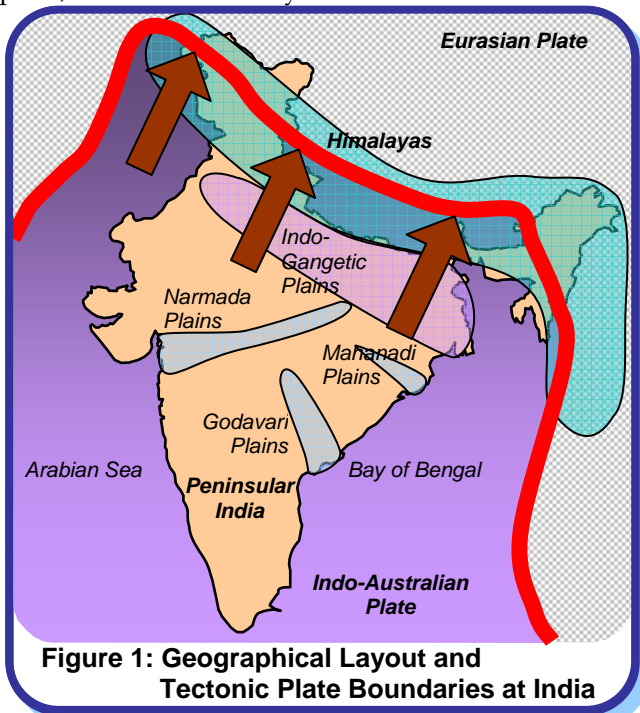 Eurasian Plate
Himalayas
Indo-
Gangetic
Plains
Narmada
Plains
Mahanadi
Plains
Godavari
Plains
Arabian Sea
Bay of Bengal
Peninsular
India
Indo-Australian
Plate
Figure 1: Geographical Layout and
Tectonic Plate Boundaries at India